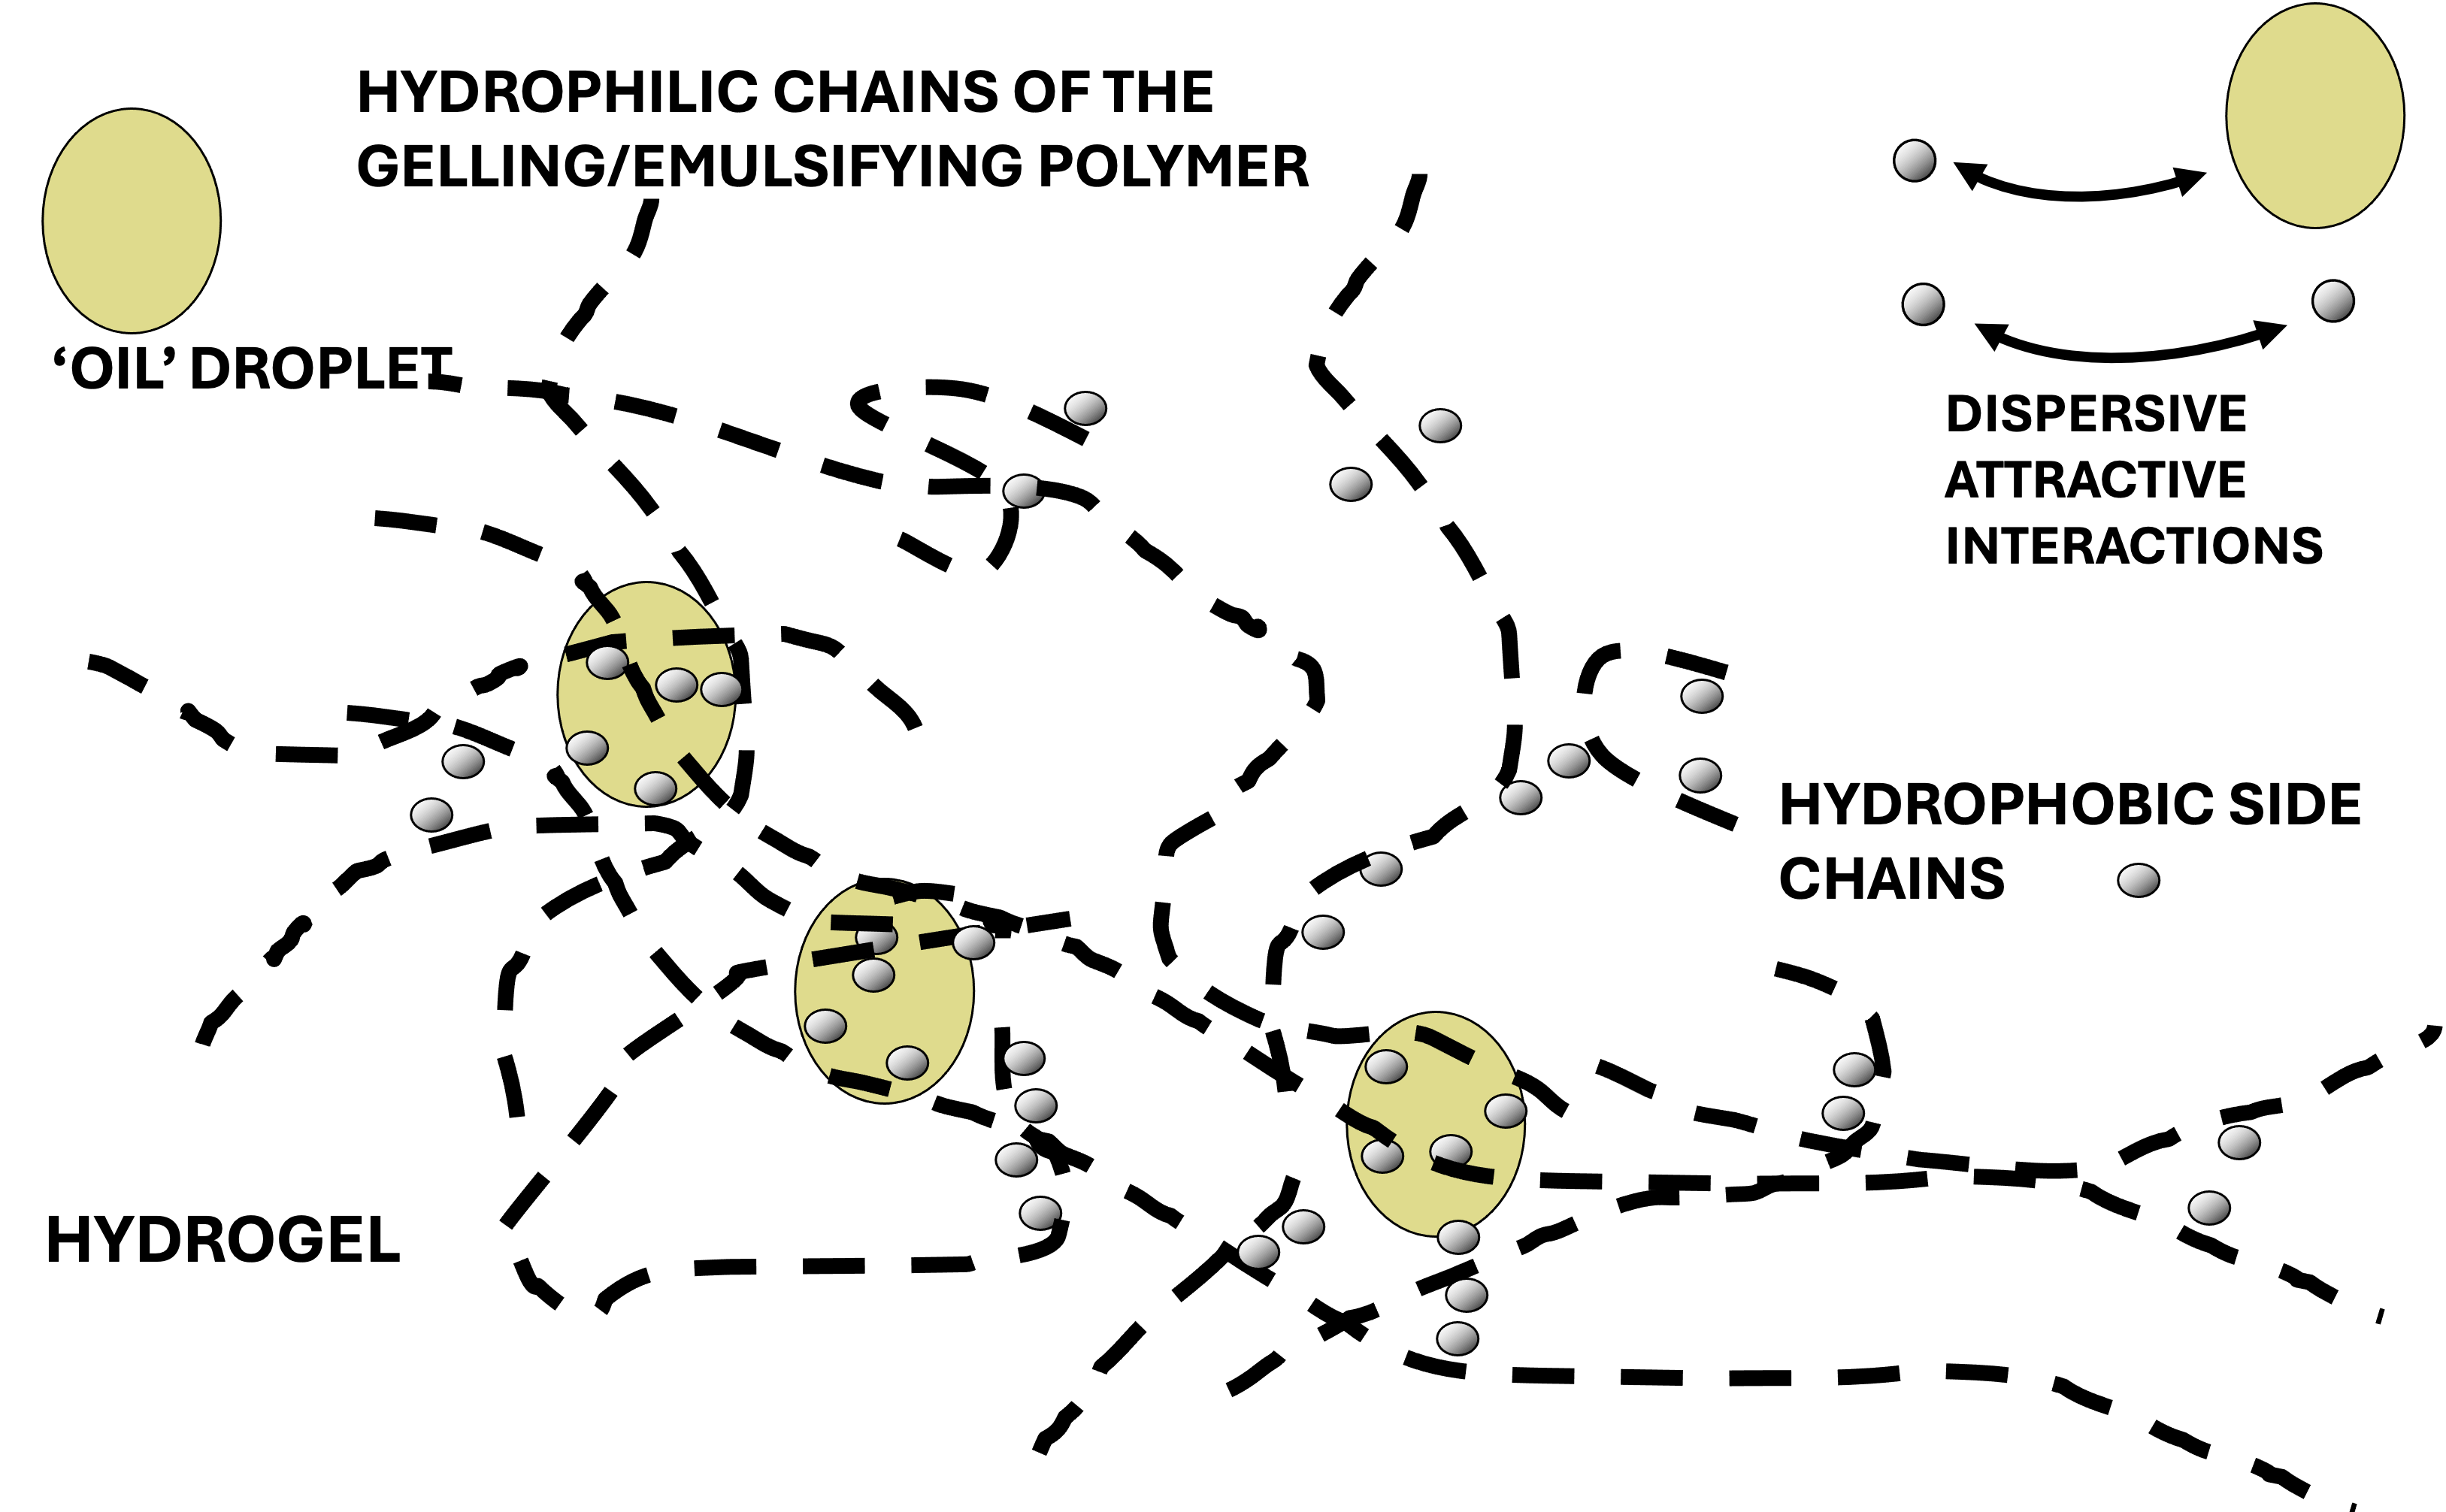 HYDROPHILIC CHAINS OF THE
GELLING/EMULSIFYING POLYMER
‘OIL’ DROPLET
DISPERSIVE
ATTRACTIVE
INTERACTIONS
HYDROPHOBIC SIDE
CHAINS
HYDROGEL